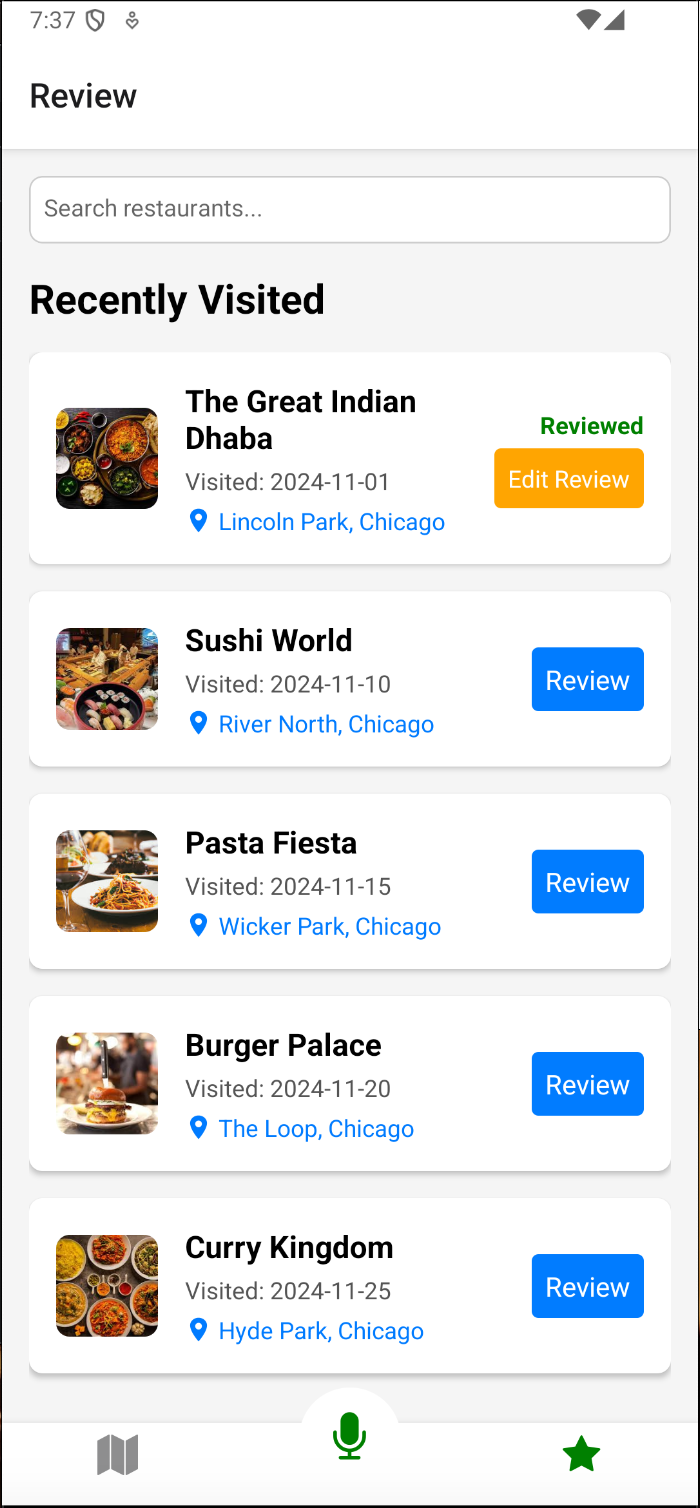 7:37
Review
Search restaurants...
Recently Visited
The Great Indian
Dhaba
Visited: 2024-11-01
Lincoln Park, Chicago
Reviewed
Edit Review
Sushi World
Visited: 2024-11-10
River North, Chicago
Review
Pasta Fiesta
Visited: 2024-11-15
Wicker Park, Chicago
Review
Burger Palace
Visited: 2024-11-20
The Loop, Chicago
Review
Curry Kingdom
Visited: 2024-11-25
Hyde Park, Chicago
Review